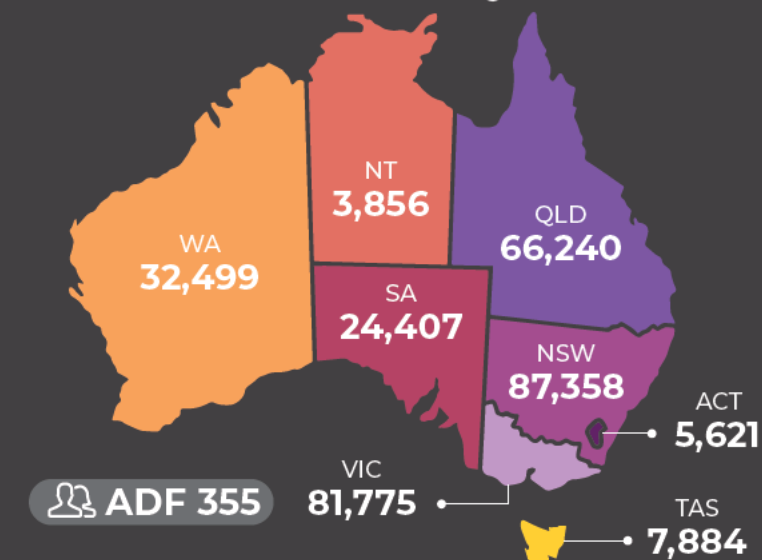 NT
3,856
QLD
66,240
WA
32,499
SA
24,407
NSW
87,358
ACT
5,621
VIC
81,775
ADF 355
TAS
7,884